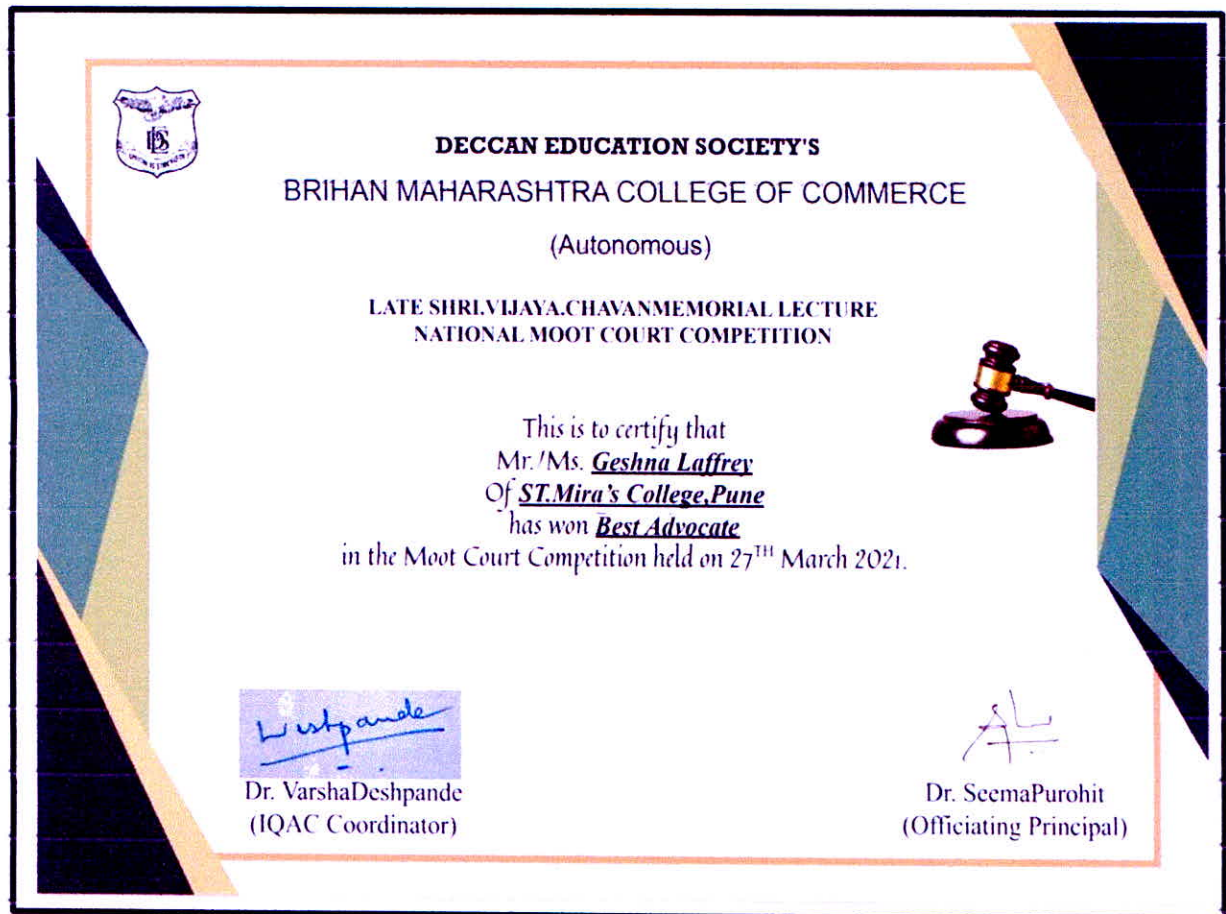 DECCAN EDUCATION SOCIETY'S
BRIHAN MAHARASHTRA COLLEGE OF COMMERCE
(Autonomous)
LATE SHRI.VIJAYA.CHAVANMEMORIAL LECTURE
NATIONAL MOOT COURT COMPETITION
This is to certify that
Mr./Ms. Geshna Laffrey
Of ST.Mira's College,Pune
has won Best Advocate
in the Moot Court Competition held on 27TH March 2021.
Dr. VarshaDeshpande
(IQAC Coordinator)
Dr. SeemaPurohit
(Officiating Principal)